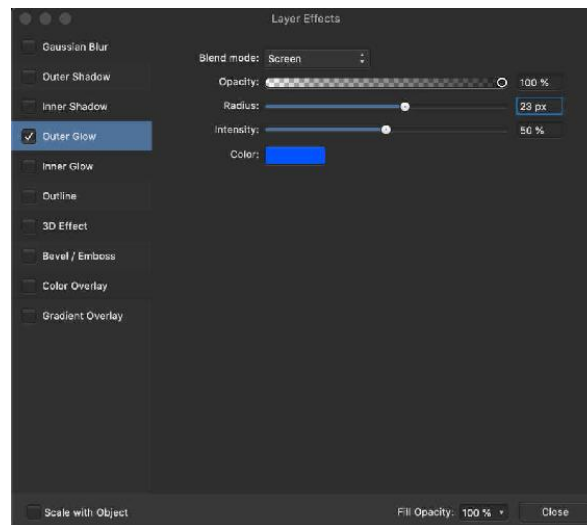 Layer Effects
Gaussian Blur
Outer Shadow
Inner Shadow
Outer Glow
Inner Glow
Outline
3D Effect
Bevel / Emboss
Color Overlay
Gradient Overlay
Blend mode: Screen
Opacity: 100 %
Radius: 23 px
Intensity: 50 %
Color:
Scale with Object
Fill Opacity: 100 %
Close